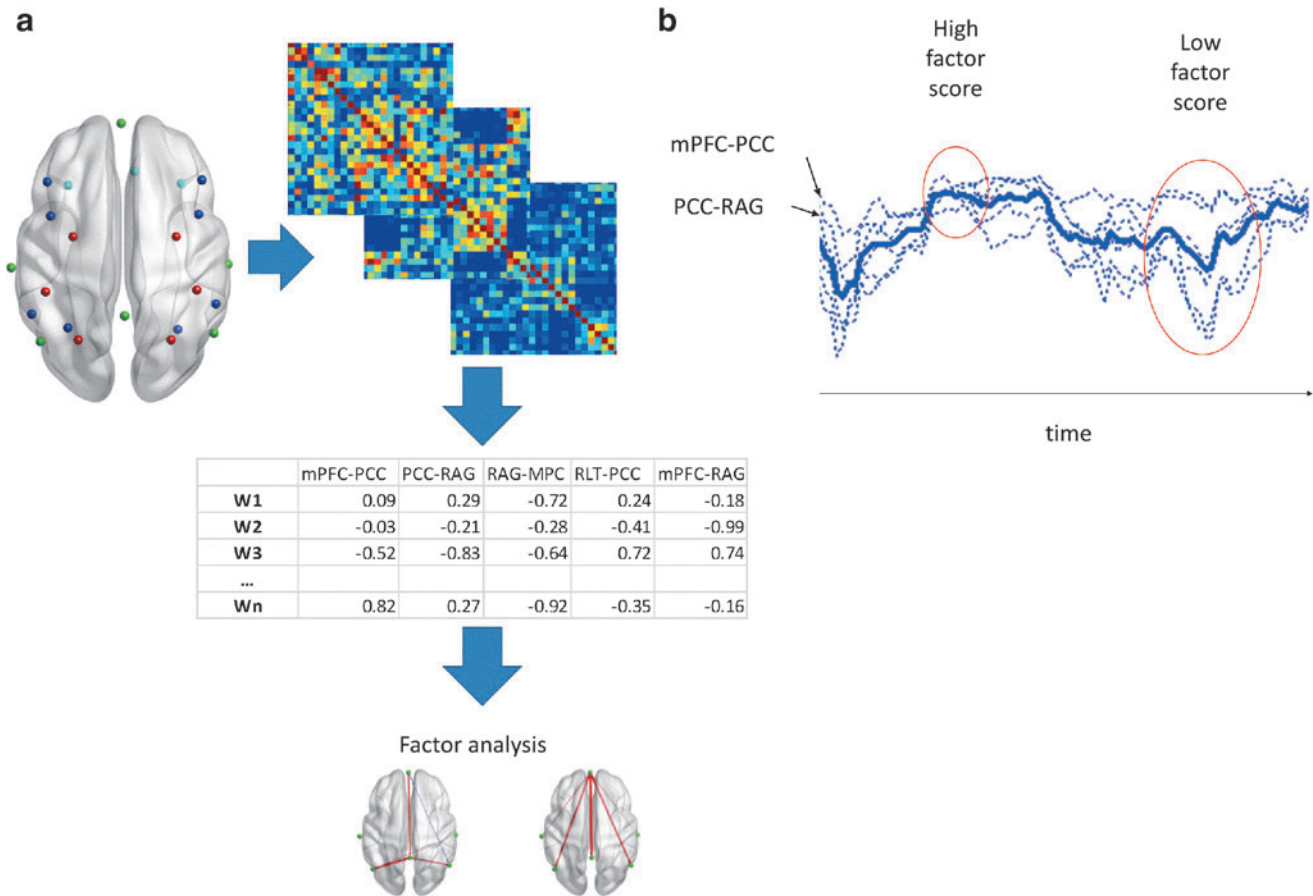 a
b
High
factor
score
Low
factor
score
mPFC-PCC
PCC-RAG
time
mPFC-PCC PCC-RAG RAG-MPC RLT-PCC mPFC-RAG
W1 0.09 0.29 -0.72 0.24 -0.18
W2 -0.03 -0.21 -0.28 -0.41 -0.99
W3 -0.52 -0.83 -0.64 0.72 0.74
...
Wn 0.82 0.27 -0.92 -0.35 -0.16
Factor analysis